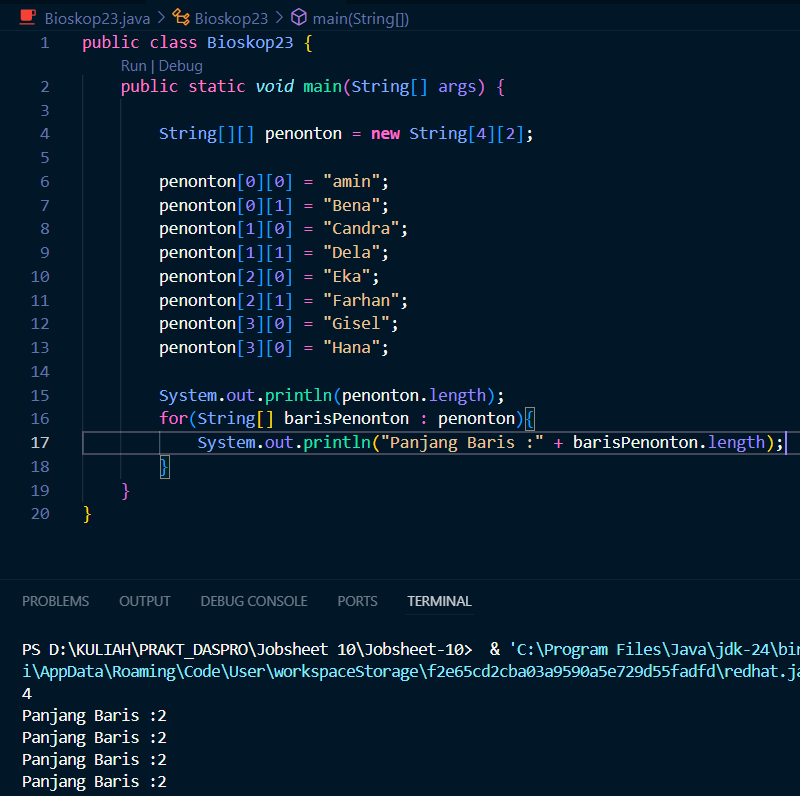 Bioskop23.java > Bioskop23 > main(String[])
1 public class Bioskop23 {
Run | Debug
2 public static void main(String[] args) {
3
4 String[][] penonton = new String[4][2];
5
6 penonton[0][0] = "amin";
7 penonton[0][1] = "Bena";
8 penonton[1][0] = "Candra";
9 penonton[1][1] = "Dela";
10 penonton[2][0] = "Eka";
11 penonton[2][1] = "Farhan";
12 penonton[3][0] = "Gisel";
13 penonton[3][0] = "Hana";
14
15 System.out.println(penonton.length);
16 for(String[] barisPenonton : penonton){
17 System.out.println("Panjang Baris :" + barisPenonton.length);
18 }
19 }
20 }
PROBLEMS OUTPUT DEBUG CONSOLE PORTS TERMINAL
PS D:\KULIAH\PRAKT_DASPRO\Jobsheet 10\Jobsheet-10> & 'C:\Program Files\Java\jdk-24\bin
i\AppData\Roaming\Code\User\workspaceStorage\f2e65cd2cba03a9590a5e729d55fadfd\redhat.ja
4
Panjang Baris :2
Panjang Baris :2
Panjang Baris :2
Panjang Baris :2